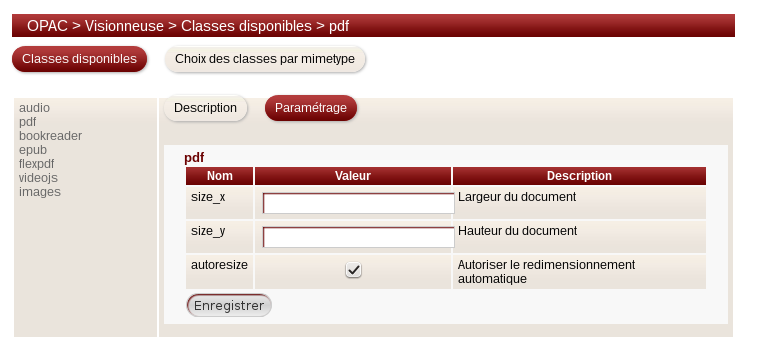 OPAC > Visionneuse > Classes disponibles > pdf
Classes disponibles
Choix des classes par mimetype
audio
pdf
bookreader
epub
flexpdf
videojs
images
Description
Paramétrage
pdf
Nom Valeur Description
size_x Largeur du document
size_y Hauteur du document
autoresize Autoriser le redimensionnement
automatique
Enregistrer